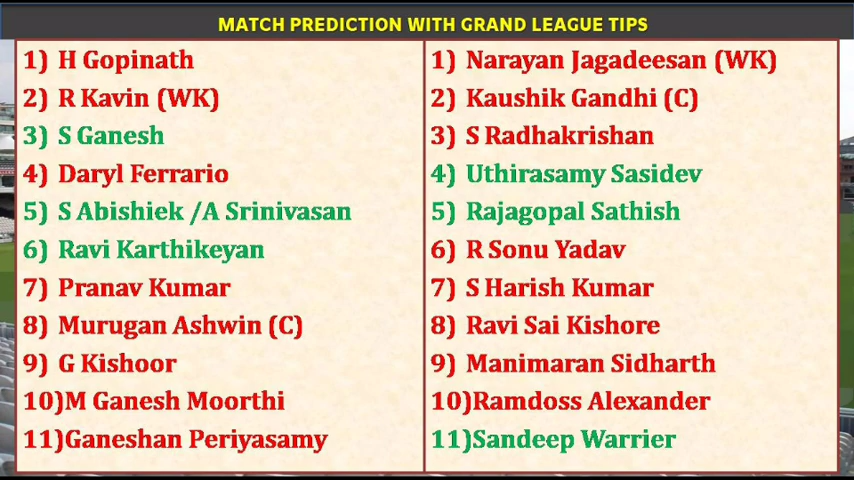 MATCH PREDICTION WITH GRAND LEAGUE TIPS
1) H Gopinath
2) R Kavin (WK)
3) S Ganesh
4) Daryl Ferrario
5) S Abishiek /A Srinivasan
6) Ravi Karthikeyan
7) Pranav Kumar
8) Murugan Ashwin (C)
9) G Kishoor
10)M Ganesh Moorthi
11)Ganeshan Periyasamy
1) Narayan Jagadeesan (WK)
2) Kaushik Gandhi (C)
3) S Radhakrishan
4) Uthirasamy Sasidev
5) Rajagopal Sathish
6) R Sonu Yadav
7) S Harish Kumar
8) Ravi Sai Kishore
9) Manimaran Sidharth
10)Ramdoss Alexander
11)Sandeep Warrier